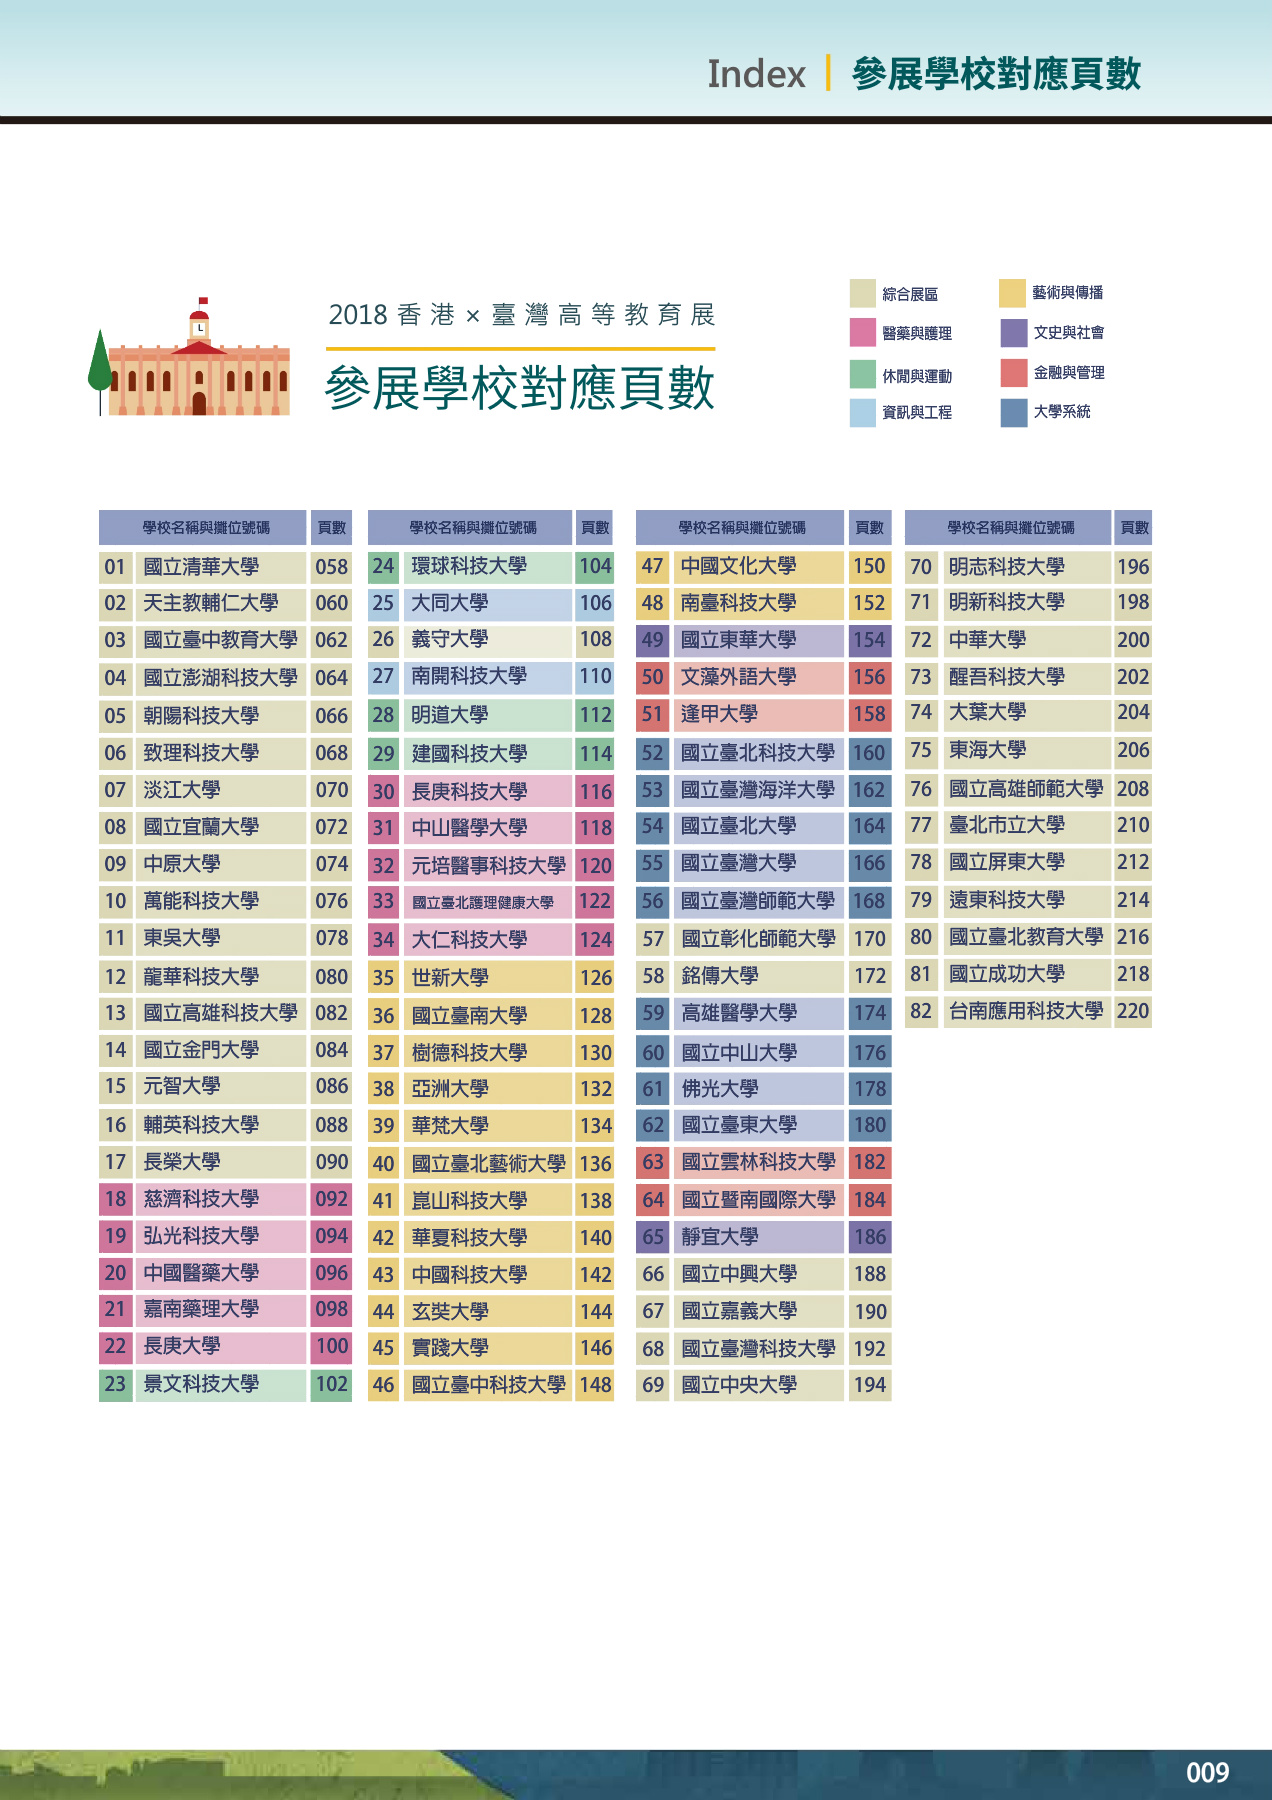 Index 參展學校對應頁數
2018 香港 × 臺灣高等教育展
參展學校對應頁數
綜合展區
藝術與傳播
醫藥與護理
文史與社會
休閒與運動
金融與管理
資訊與工程
大學系統
學校名稱與攤位號碼 頁數
01 國立清華大學 058
02 天主教輔仁大學 060
03 國立臺中教育大學 062
04 國立澎湖科技大學 064
05 朝陽科技大學 066
06 致理科技大學 068
07 淡江大學 070
08 國立宜蘭大學 072
09 中原大學 074
10 萬能科技大學 076
11 東吳大學 078
12 龍華科技大學 080
13 國立高雄科技大學 082
14 國立金門大學 084
15 元智大學 086
16 輔英科技大學 088
17 長榮大學 090
18 慈濟科技大學 092
19 弘光科技大學 094
20 中國醫藥大學 096
21 嘉南藥理大學 098
22 長庚大學 100
23 景文科技大學 102
學校名稱與攤位號碼 頁數
24 環球科技大學 104
25 大同大學 106
26 義守大學 108
27 南開科技大學 110
28 明道大學 112
29 建國科技大學 114
30 長庚科技大學 116
31 中山醫學大學 118
32 元培醫事科技大學 120
33 國立臺北護理健康大學 122
34 大仁科技大學 124
35 世新大學 126
36 國立臺南大學 128
37 樹德科技大學 130
38 亞洲大學 132
39 華梵大學 134
40 國立臺北藝術大學 136
41 崑山科技大學 138
42 華夏科技大學 140
43 中國科技大學 142
44 玄奘大學 144
45 實踐大學 146
46 國立臺中科技大學 148
學校名稱與攤位號碼 頁數
47 中國文化大學 150
48 南臺科技大學 152
49 國立東華大學 154
50 文藻外語大學 156
51 逢甲大學 158
52 國立臺北科技大學 160
53 國立臺灣海洋大學 162
54 國立臺北大學 164
55 國立臺灣大學 166
56 國立臺灣師範大學 168
57 國立彰化師範大學 170
58 銘傳大學 172
59 高雄醫學大學 174
60 國立中山大學 176
61 佛光大學 178
62 國立臺東大學 180
63 國立雲林科技大學 182
64 國立暨南國際大學 184
65 靜宜大學 186
66 國立中興大學 188
67 國立嘉義大學 190
68 國立臺灣科技大學 192
69 國立中央大學 194
學校名稱與攤位號碼 頁數
70 明志科技大學 196
71 明新科技大學 198
72 中華大學 200
73 醒吾科技大學 202
74 大葉大學 204
75 東海大學 206
76 國立高雄師範大學 208
77 臺北市立大學 210
78 國立屏東大學 212
79 遠東科技大學 214
80 國立臺北教育大學 216
81 國立成功大學 218
82 台南應用科技大學 220
009